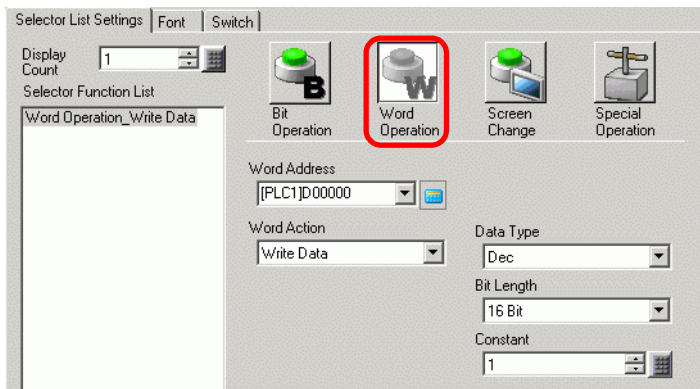 Selector List Settings Font Switch
Display
Count
1
Selector Function List
Word Operation_Write Data
B
Bit
Operation
W
Word
Operation
Screen
Change
Special
Operation
Word Address
[PLC1]D00000
Word Action
Write Data
Data Type
Dec
Bit Length
16 Bit
Constant
1